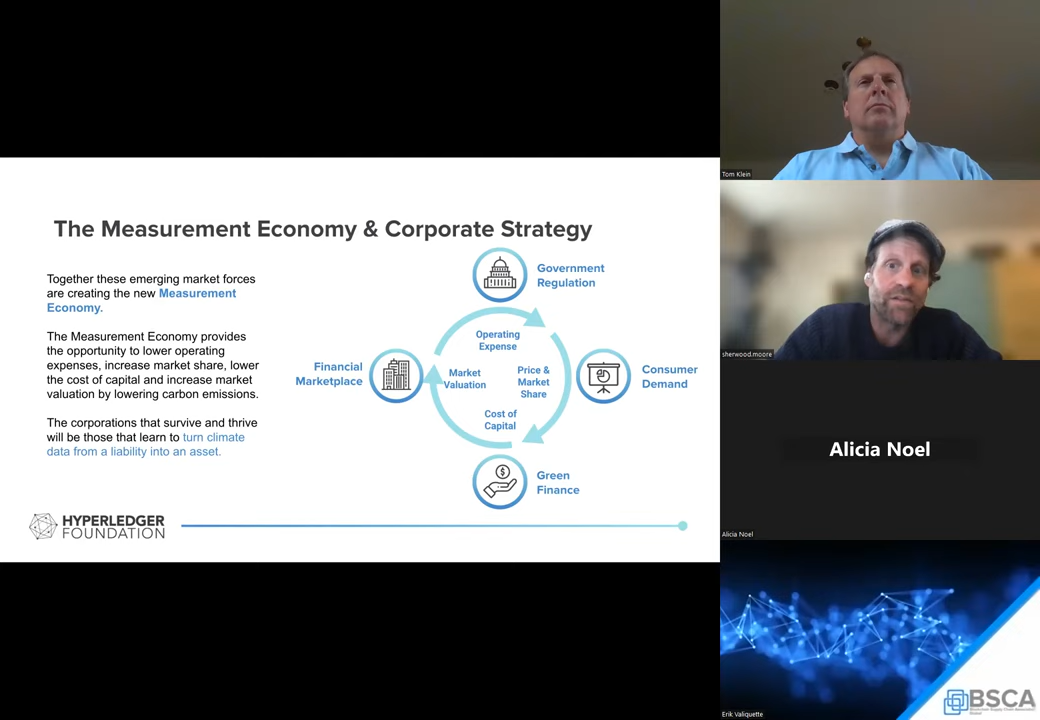 The Measurement Economy & Corporate Strategy
Together these emerging market forces
are creating the new Measurement
Economy.
The Measurement Economy provides
the opportunity to lower operating
expenses, increase market share, lower
the cost of capital and increase market
valuation by lowering carbon emissions.
The corporations that survive and thrive
will be those that learn to turn climate
data from a liability into an asset.
Government
Regulation
Operating
Expense
Financial
Marketplace
Market
Valuation
Price &
Market
Share
Consumer
Demand
Cost of
Capital
Green
Finance
HYPERLEDGER
FOUNDATION
Tom Klein
sherwood.moore
Alicia Noel
Alicia Noel
BSCA
Erik Valiquette